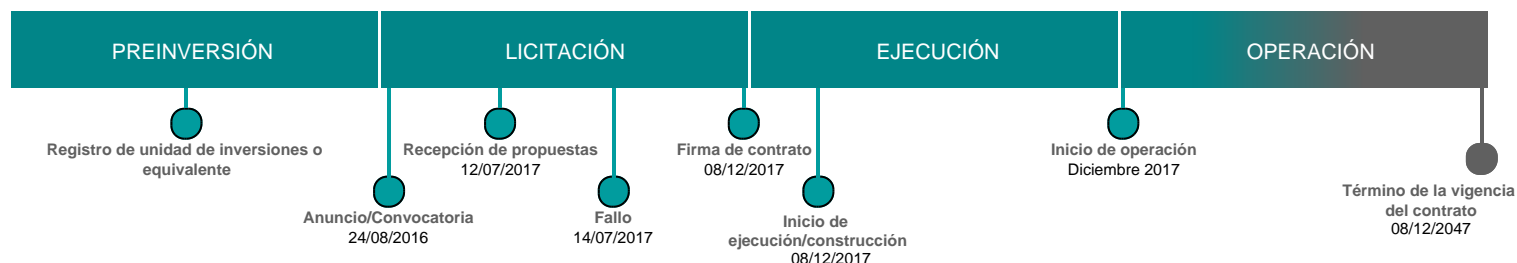 PREINVERSIÓN
LICITACIÓN
EJECUCIÓN
OPERACIÓN
Registro de unidad de inversiones o
equivalente
Anuncio/Convocatoria
24/08/2016
Recepción de propuestas
12/07/2017
Fallo
14/07/2017
Firma de contrato
08/12/2017
Inicio de
ejecución/construcción
08/12/2017
Inicio de operación
Diciembre 2017
Término de la vigencia
del contrato
08/12/2047